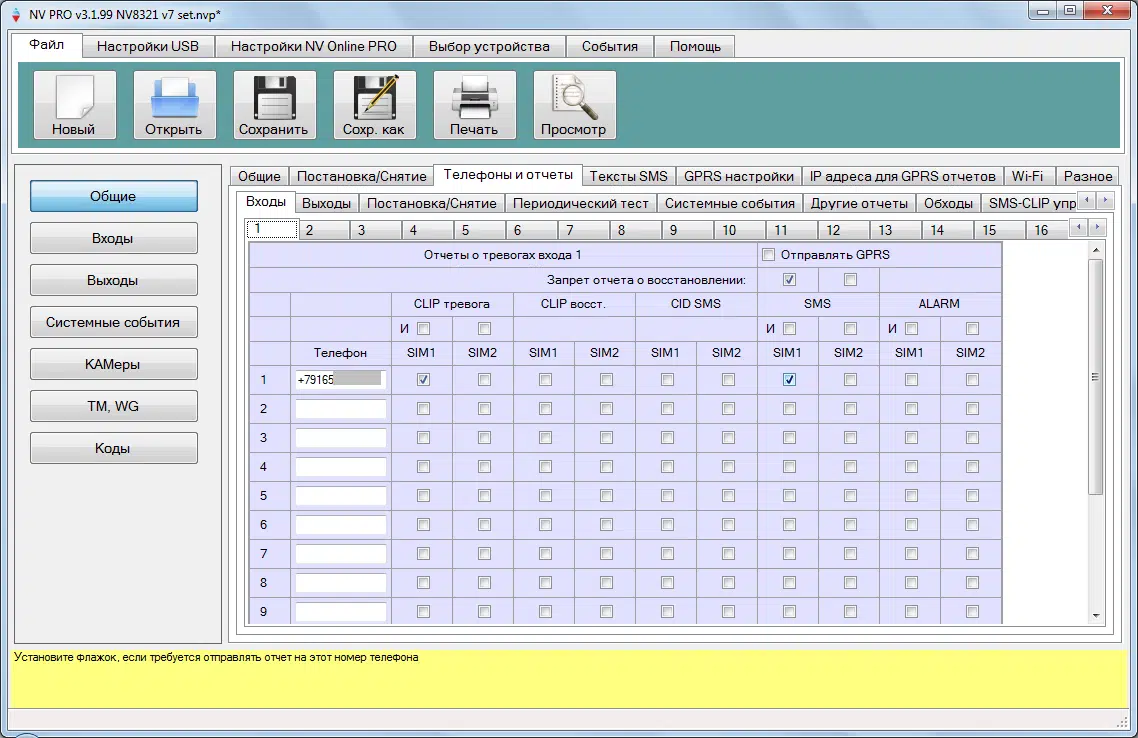 NV PRO v3.1.99 NV8321 v7 set.nvp*
Файл Настройки USB Настройки NV Online PRO Выбор устройства События Помощь
Новый Открыть Сохранить Сохр. как Печать Просмотр
Общие
Входы
Выходы
Системные события
КАМеры
TM, WG
Коды
Общие Постановка/Снятие Телефоны и отчеты Тексты SMS GPRS настройки IP адреса для GPRS отчетов Wi-Fi Разное
Входы Выходы Постановка/Снятие Периодический тест Системные события Другие отчеты Обходы SMS-CLIP упр
1 2 3 4 5 6 7 8 9 10 11 12 13 14 15 16
Отчеты о тревогах входа 1 Отправлять GPRS
Запрет отчета о восстановлении:
CLIP тревога CLIP восст. CID SMS SMS ALARM
И И И
Телефон SIM1 SIM2 SIM1 SIM2 SIM1 SIM2 SIM1 SIM2 SIM1 SIM2
1 +79165
2
3
4
5
6
7
8
9
Установите флажок, если требуется отправлять отчет на этот номер телефона